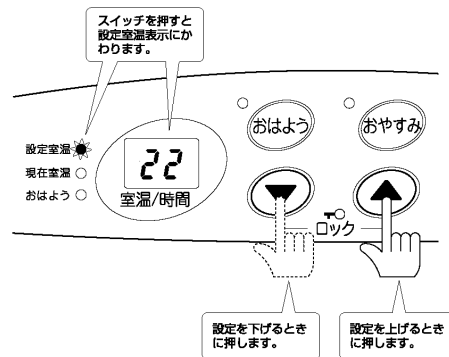 スイッチを押すと
設定室温表示にか
わります。
おはよう
おやすみ
設定室温
現在室温
おはよう
22
室温/時間
ロック
設定を下げるとき
に押します。
設定を上げるとき
に押します。